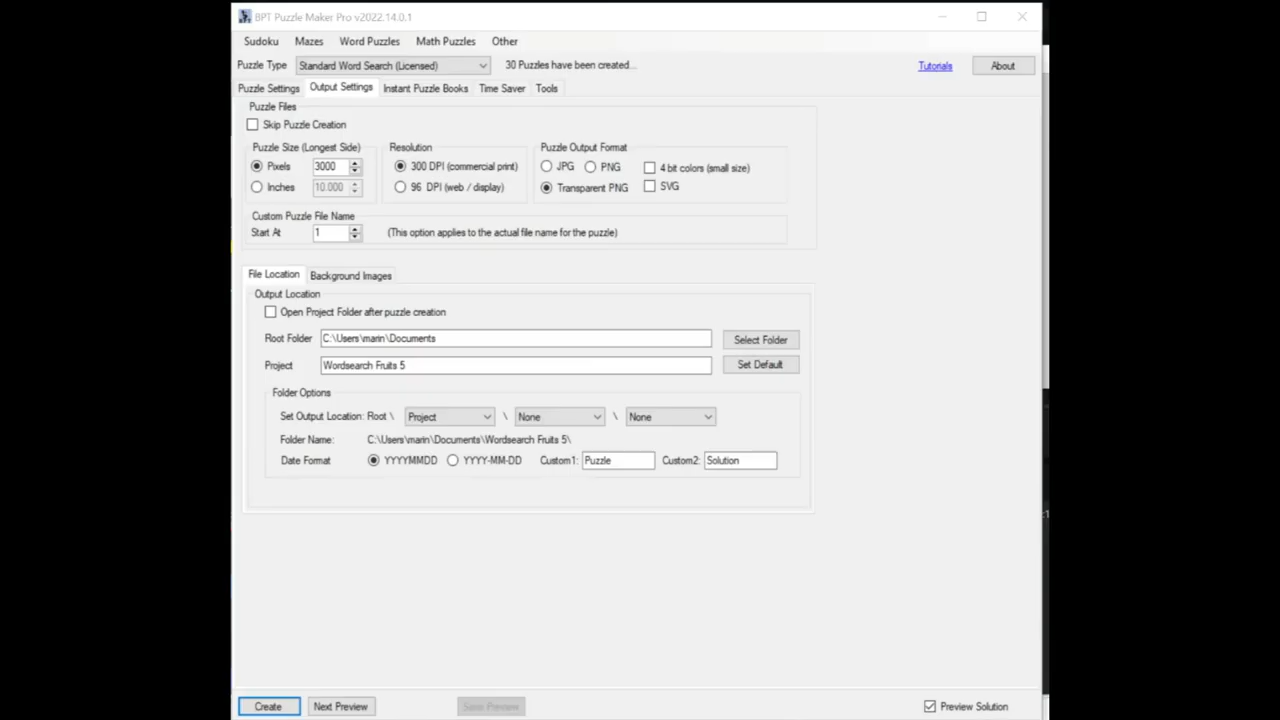 BPT Puzzle Maker Pro v2022.14.0.1
Sudoku Mazes Word Puzzles Math Puzzles Other
Puzzle Type Standard Word Search (Licensed) 30 Puzzles have been created... Tutorials About
Puzzle Settings Output Settings Instant Puzzle Books Time Saver Tools
Puzzle Files
Skip Puzzle Creation
Puzzle Size (Longest Side) Resolution Puzzle Output Format
Pixels 3000 300 DPI (commercial print) JPG PNG 4 bit colors (small size)
Inches 10.000 96 DPI (web / display) Transparent PNG SVG
Custom Puzzle File Name
Start At 1 (This option applies to the actual file name for the puzzle)
File Location Background Images
Output Location
Open Project Folder after puzzle creation
Root Folder C:\Users\marin\Documents Select Folder
Project Wordsearch Fruits 5 Set Default
Folder Options
Set Output Location: Root \ Project \ None \ None
Folder Name: C:\Users\marin\Documents\Wordsearch Fruits 5\
Date Format YYYYMMDD YYYY-MM-DD Custom1: Puzzle Custom2: Solution
Create Next Preview Save Preview Preview Solution